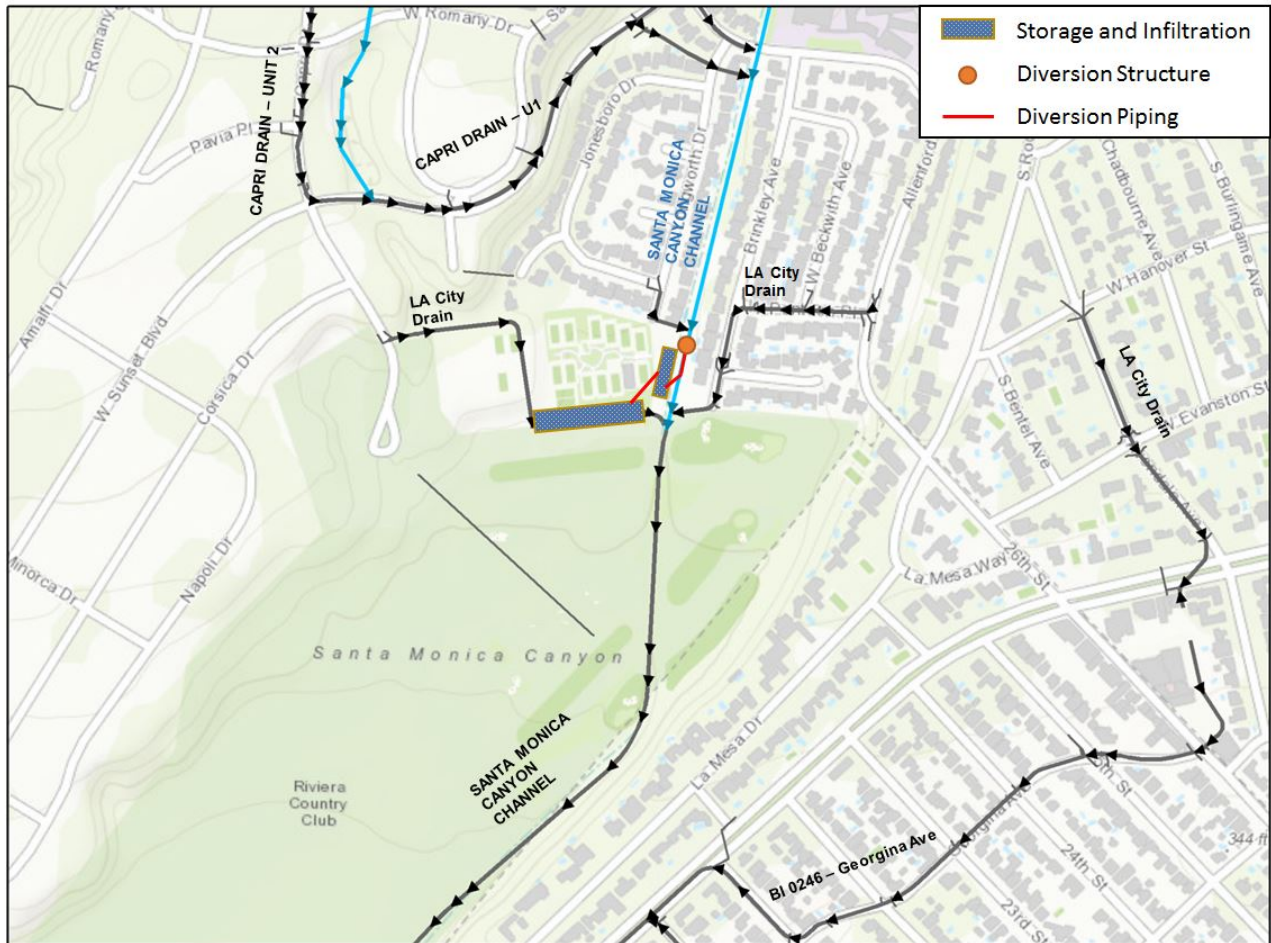 Storage and Infiltration
Diversion Structure
Diversion Piping
W Romany Dr
Romany Dr
CAPRI DRAIN – UNIT 2
Pavia Pl
CAPRI DRAIN – U1
Jonesboro Dr
SANTA MONICA
CANYON
CHANNEL
Brinkley Ave
W Beckwith Ave
Allenford
Chadbourne Ave
S Burlingame Ave
W Hanover St
LA City
Drain
LA City
Drain
Amalfi Dr
W Sunset Blvd
Corsica Dr
S Bentel Ave
LA City Drain
Evanston St
Minorca Dr
Napoli Dr
La Mesa Way
26th St
Santa Monica Canyon
SANTA MONICA
CANYON
CHANNEL
La Mesa Dr
Riviera
Country
Club
BI 0246 – Georgina Ave
Georgina Ave
24th St
23rd St
344 ft